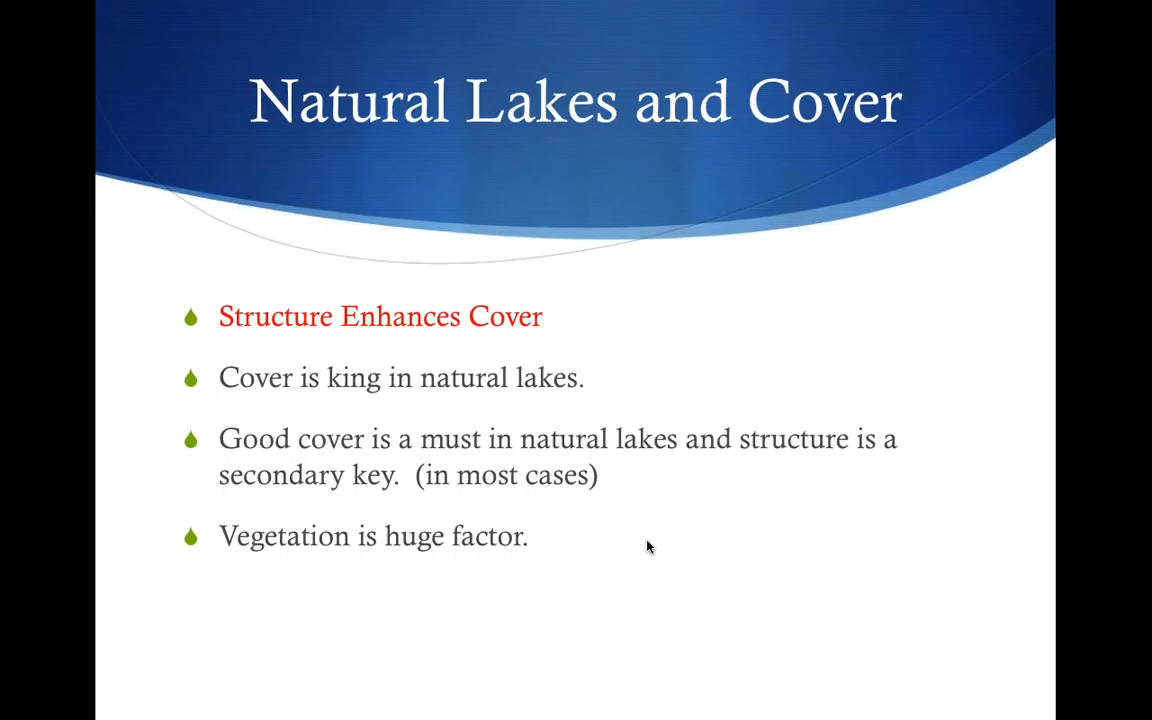 Natural Lakes and Cover
Structure Enhances Cover
Cover is king in natural lakes.
Good cover is a must in natural lakes and structure is a
secondary key.  (in most cases)
Vegetation is huge factor.